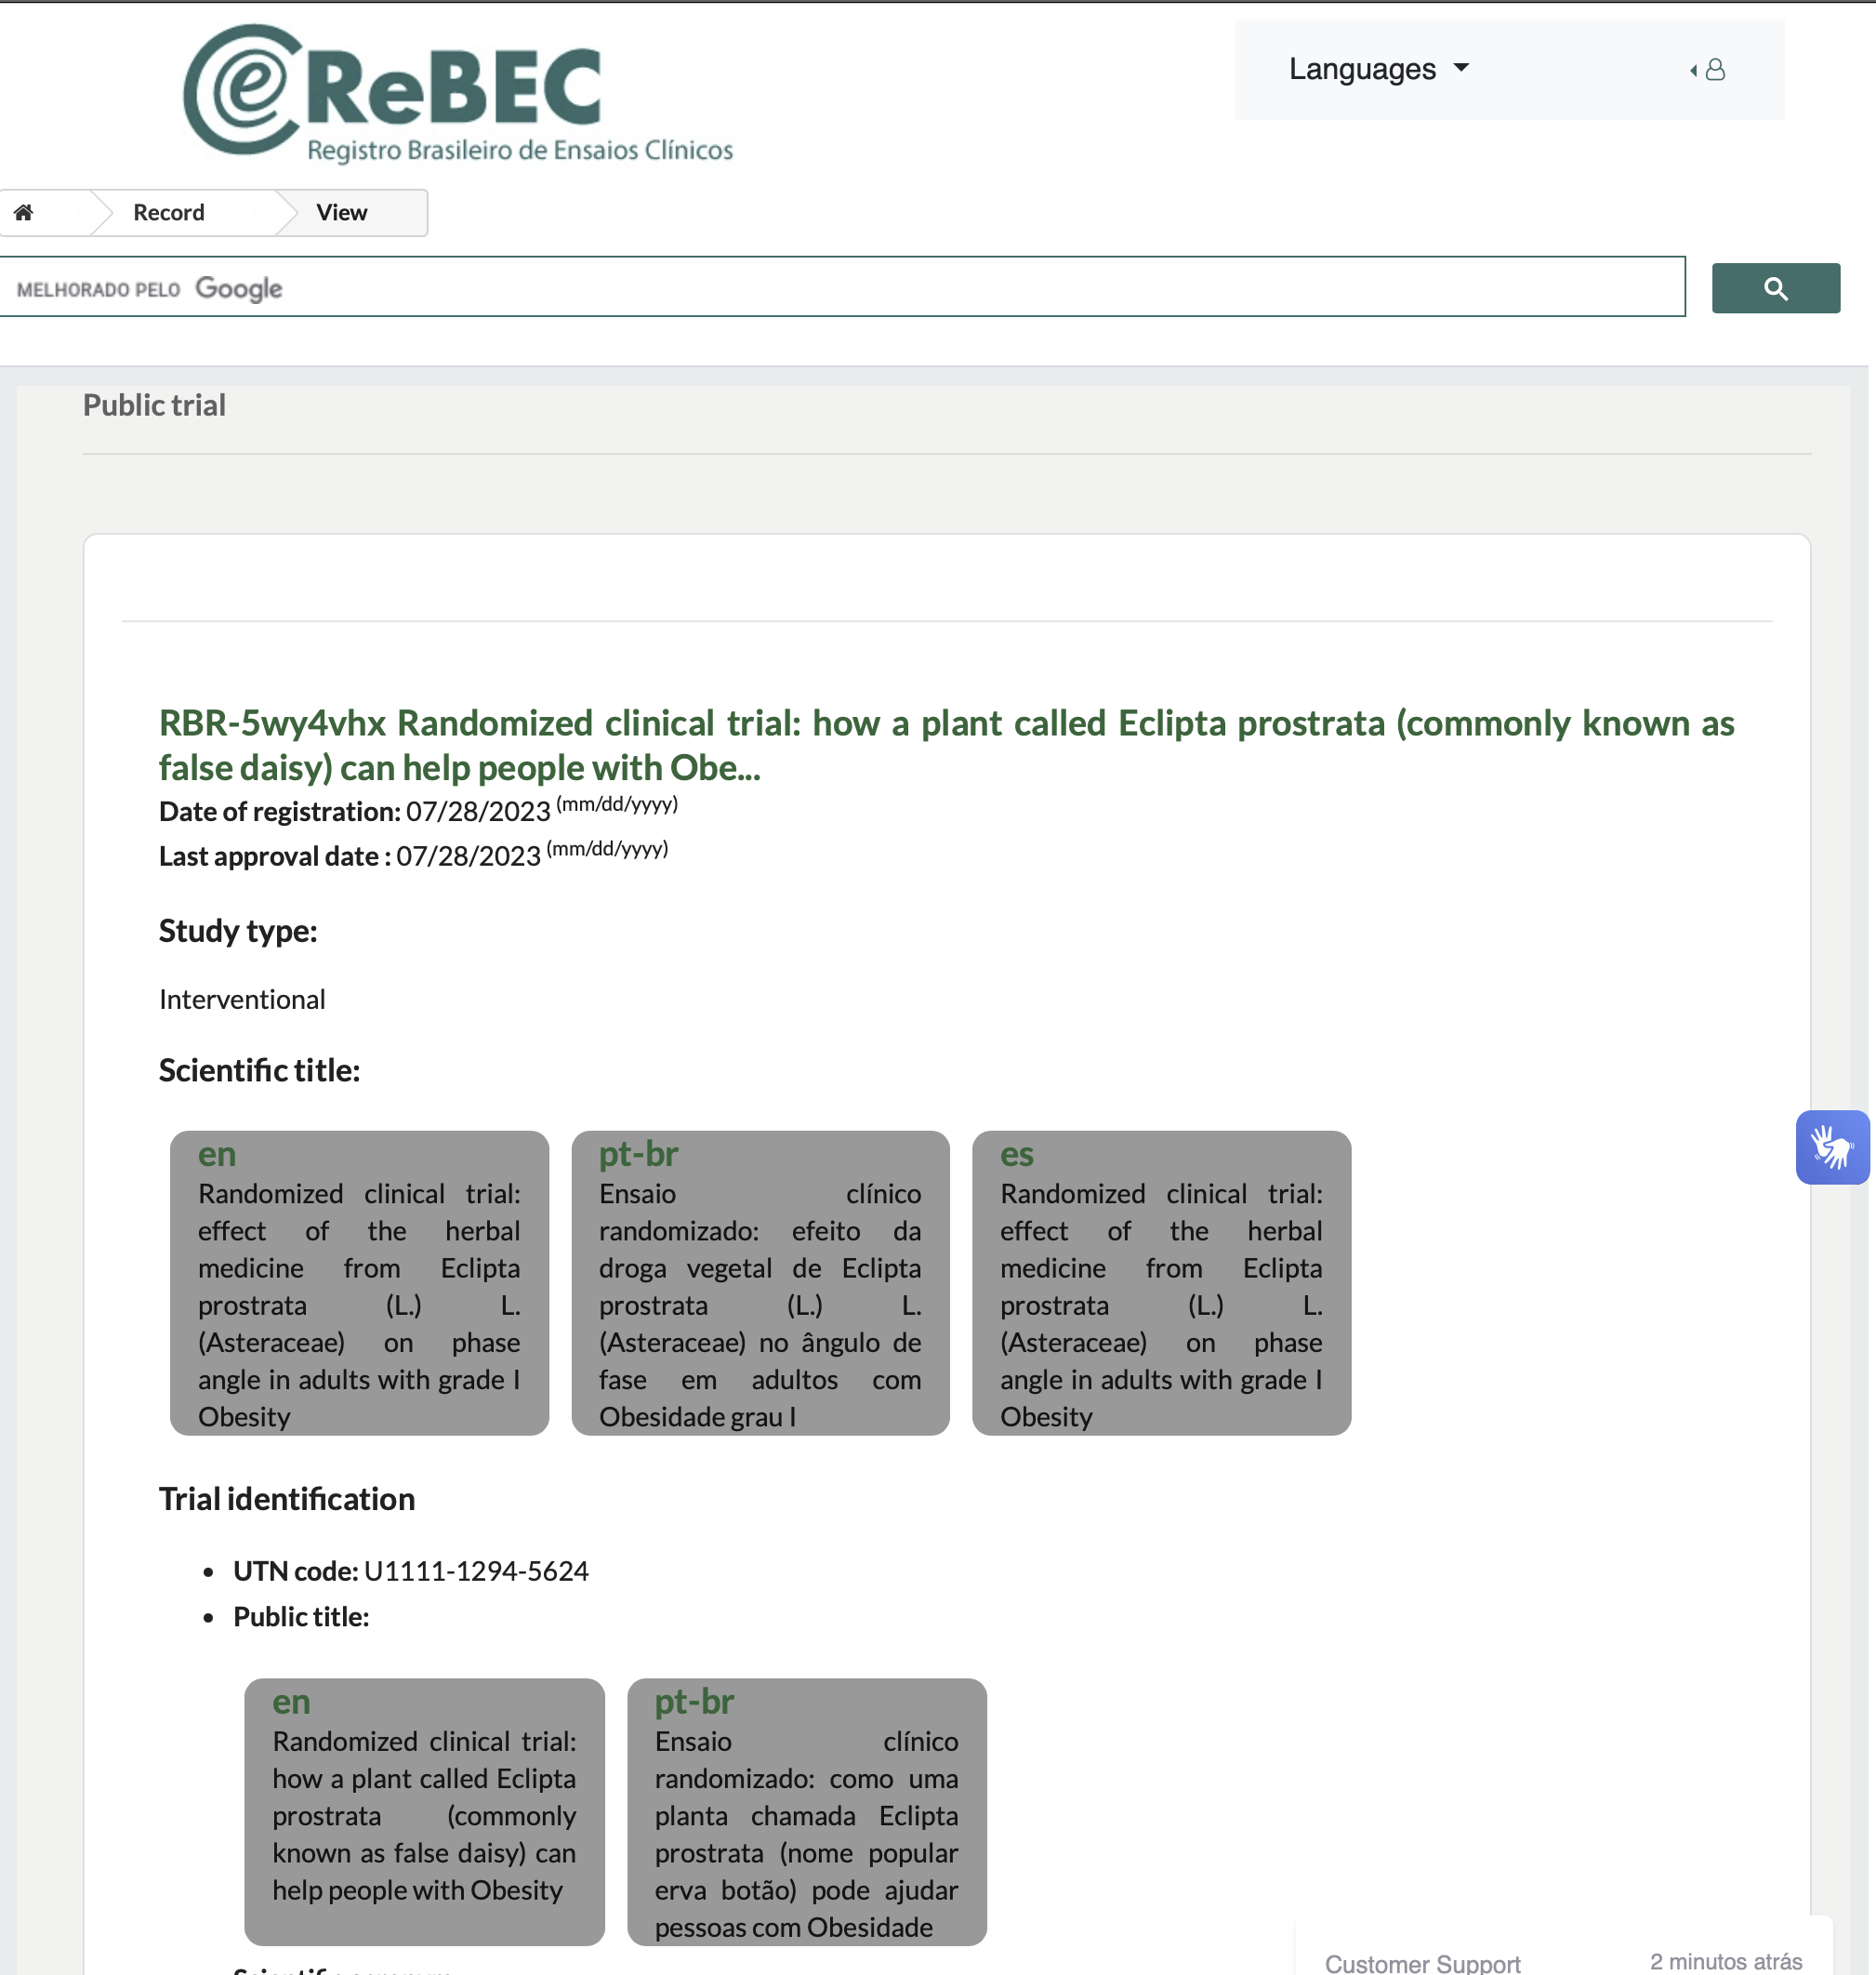 ReBEC
Registro Brasileiro de Ensaios Clínicos
Languages
Record
View
MELHORADO PELO Google
Public trial
RBR-5wy4vhx Randomized clinical trial: how a plant called Eclipta prostrata (commonly known as
false daisy) can help people with Obe...
Date of registration: 07/28/2023 (mm/dd/yyyy)
Last approval date : 07/28/2023 (mm/dd/yyyy)
Study type:
Interventional
Scientific title:
en
Randomized clinical trial:
effect of the herbal
medicine from Eclipta
prostrata (L.) L.
(Asteraceae) on phase
angle in adults with grade I
Obesity
pt-br
Ensaio clínico
randomizado: efeito da
droga vegetal de Eclipta
prostrata (L.) L.
(Asteraceae) no ângulo de
fase em adultos com
Obesidade grau I
es
Randomized clinical trial:
effect of the herbal
medicine from Eclipta
prostrata (L.) L.
(Asteraceae) on phase
angle in adults with grade I
Obesity
Trial identification
UTN code: U1111-1294-5624
Public title:
en
Randomized clinical trial:
how a plant called Eclipta
prostrata (commonly
known as false daisy) can
help people with Obesity
pt-br
Ensaio clínico
randomizado: como uma
planta chamada Eclipta
prostrata (nome popular
erva botão) pode ajudar
pessoas com Obesidade
Customer Support
2 minutos atrás